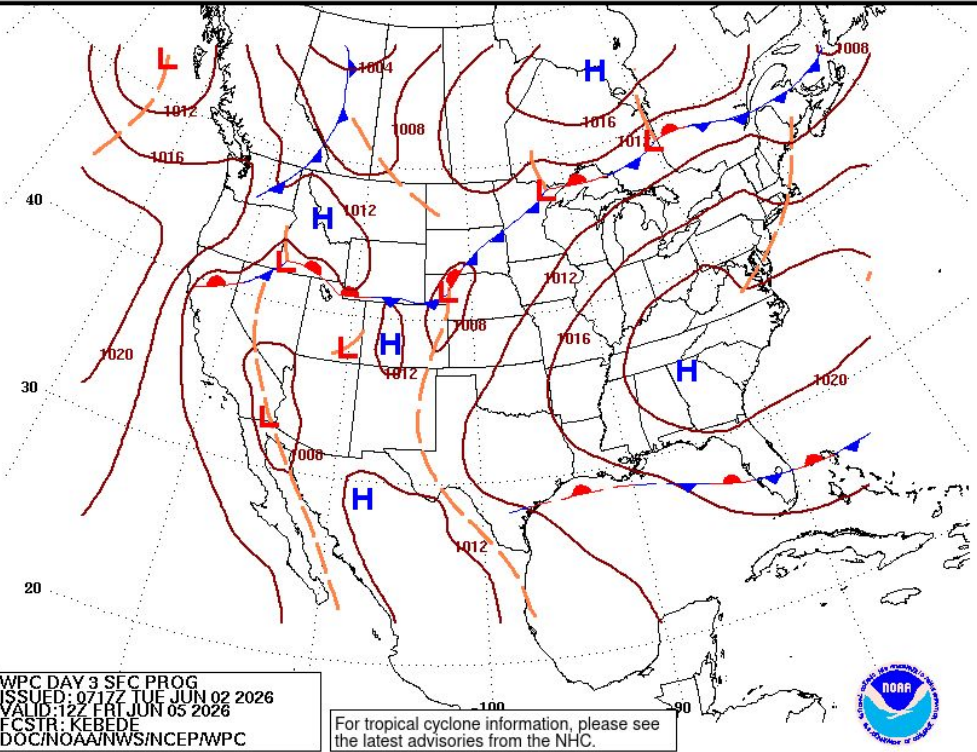 L
1008
1004
H
1012
1016
1008
1016
1012
L
L
40
1012
H
L
1012
L
1008
L
H
1016
1020
1012
H
1020
30
L
1008
H
1012
20
-100
-90
WPC DAY 3 SFC PROG
ISSUED: 0717Z TUE JUN 02 2026
VALID:12Z FRI JUN 05 2026
FCSTR: KEBEDE
DOC/NOAA/NWS/NCEP/WPC
For tropical cyclone information, please see
the latest advisories from the NHC.
NOAA